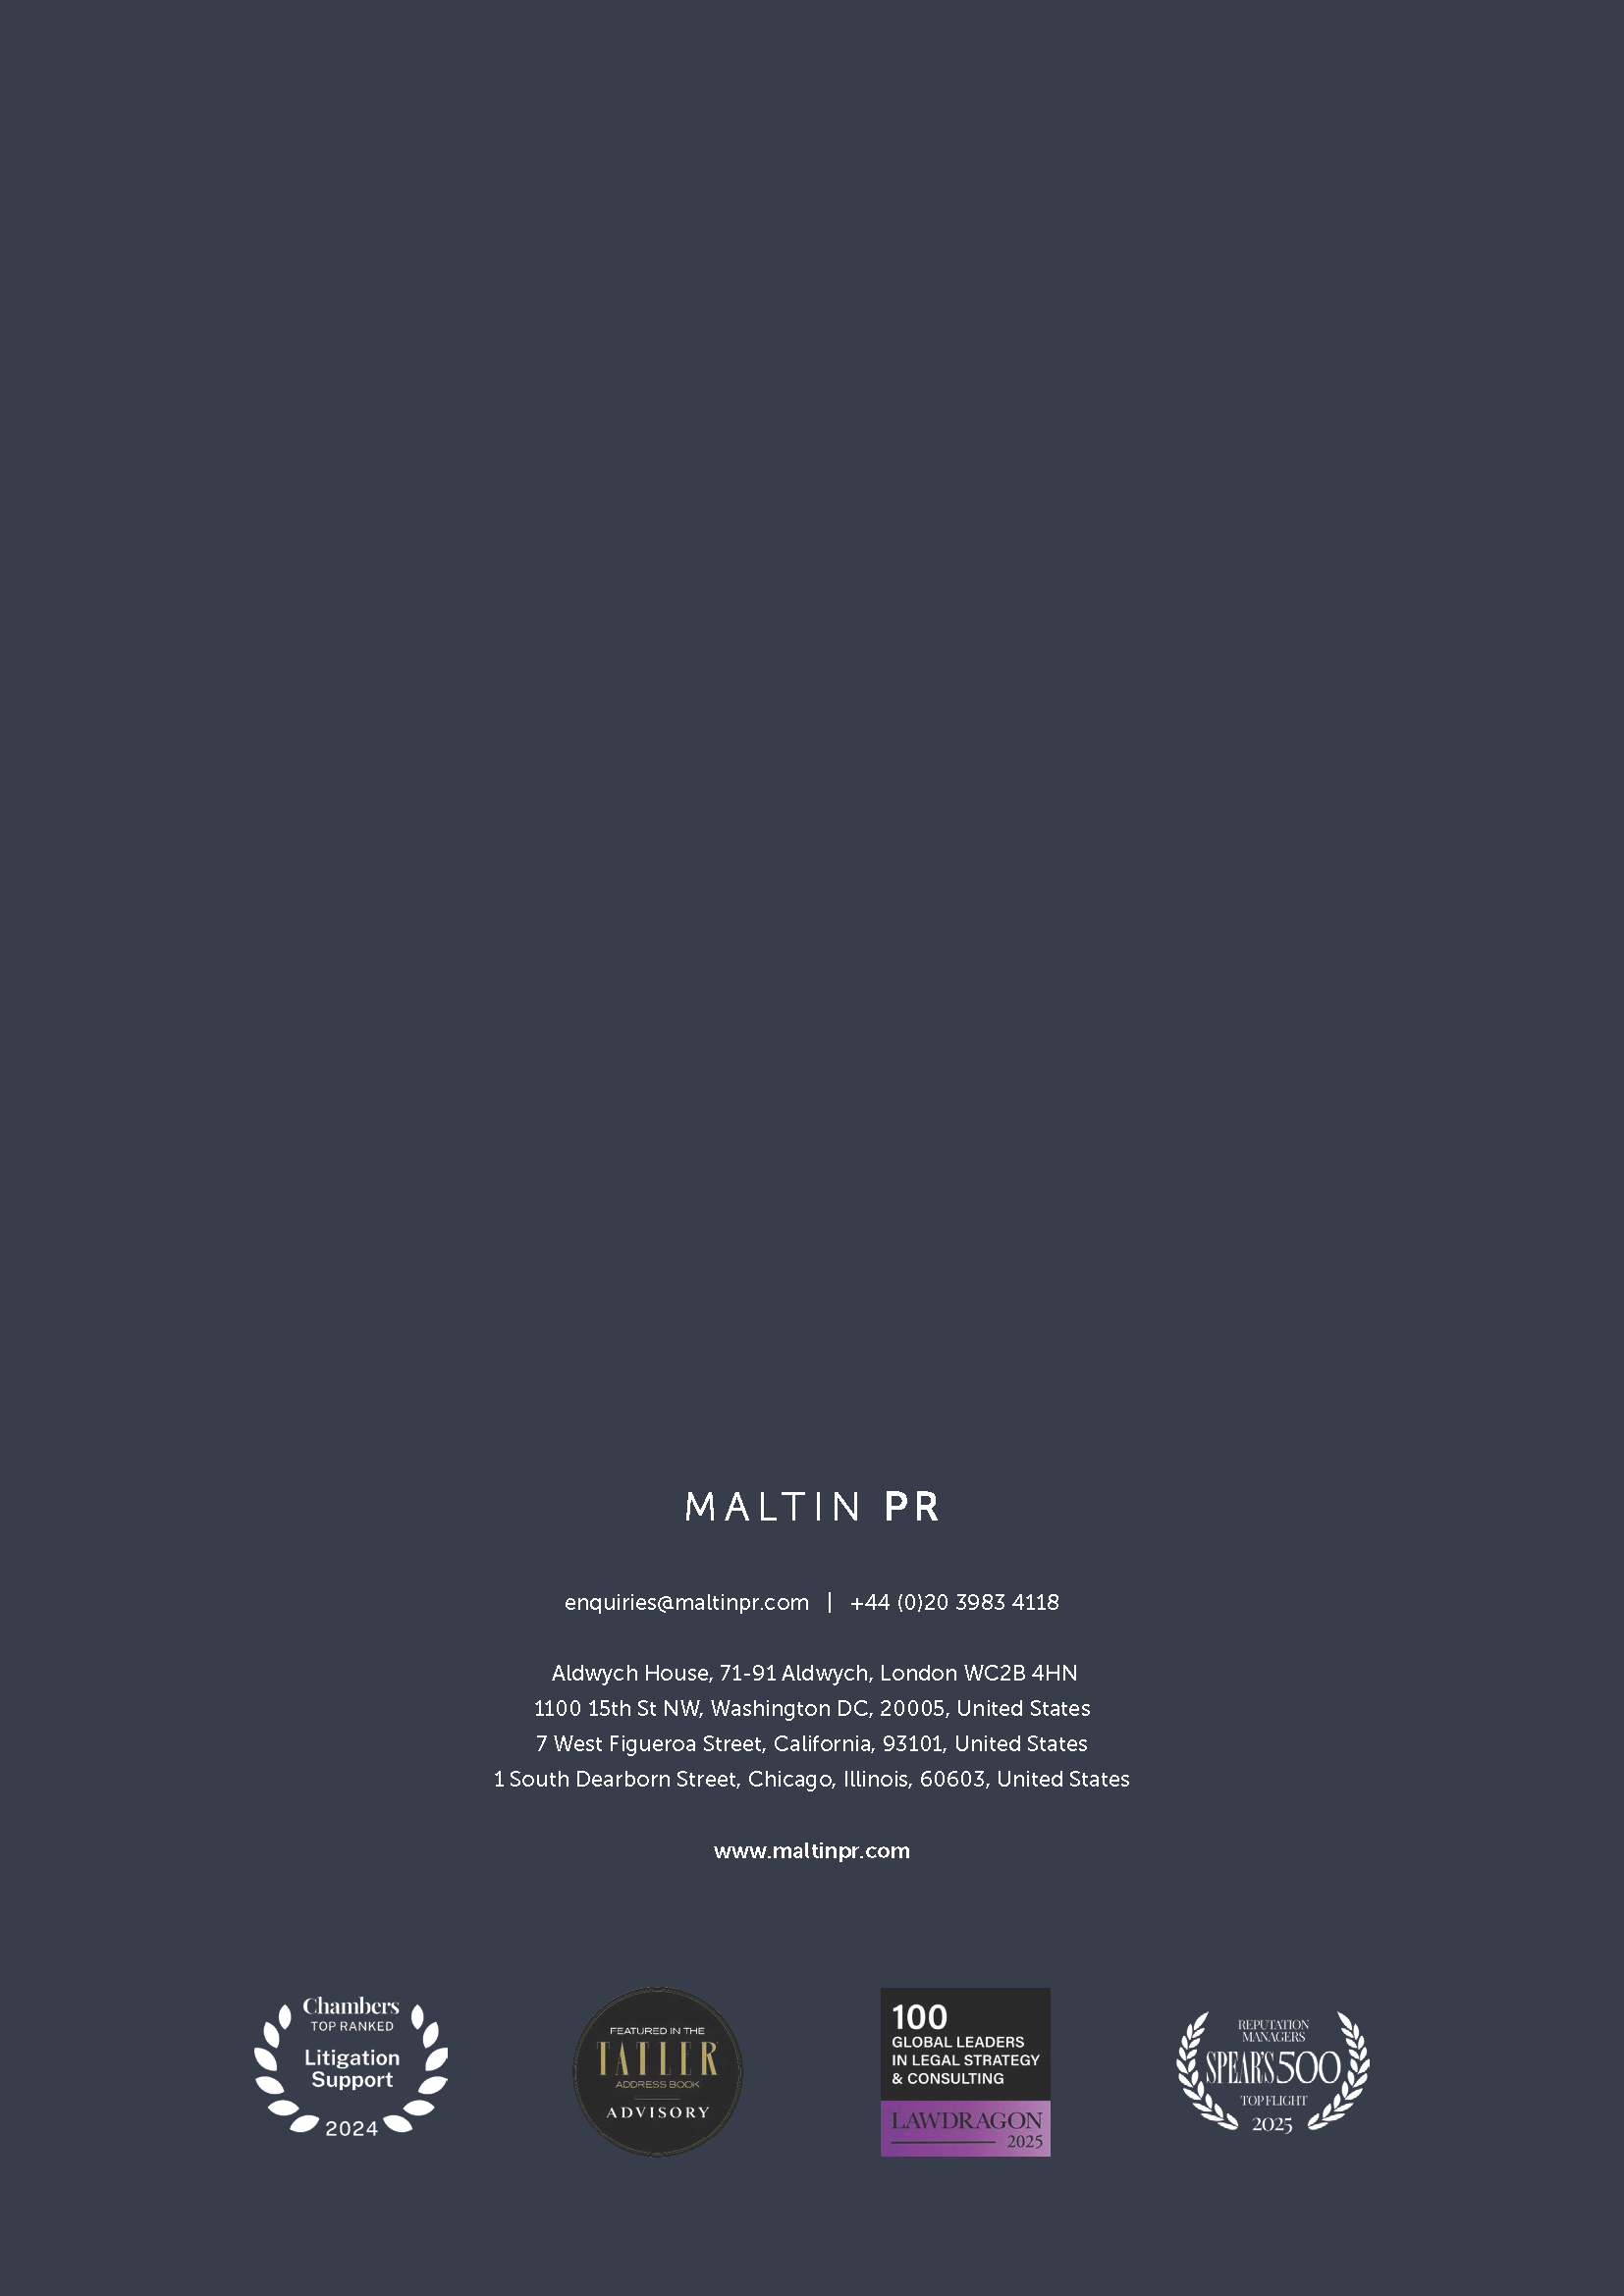 MALTIN PR
enquiries@maltinpr.com | +44 (0)20 3983 4118
Aldwych House, 71-91 Aldwych, London WC2B 4HN
1100 15th St NW, Washington DC, 20005, United States
7 West Figueroa Street, California, 93101, United States
1 South Dearborn Street, Chicago, Illinois, 60603, United States
www.maltinpr.com
Chambers
TOP RANKED
Litigation
Support
2024
FEATURED IN THE
TATLER
ADDRESS BOOK
ADVISORY
100
GLOBAL LEADERS
IN LEGAL STRATEGY
& CONSULTING
LAWDRAGON
2025
REPUTATION
MANAGERS
SPEAR'S 500
TOP FLIGHT
2025